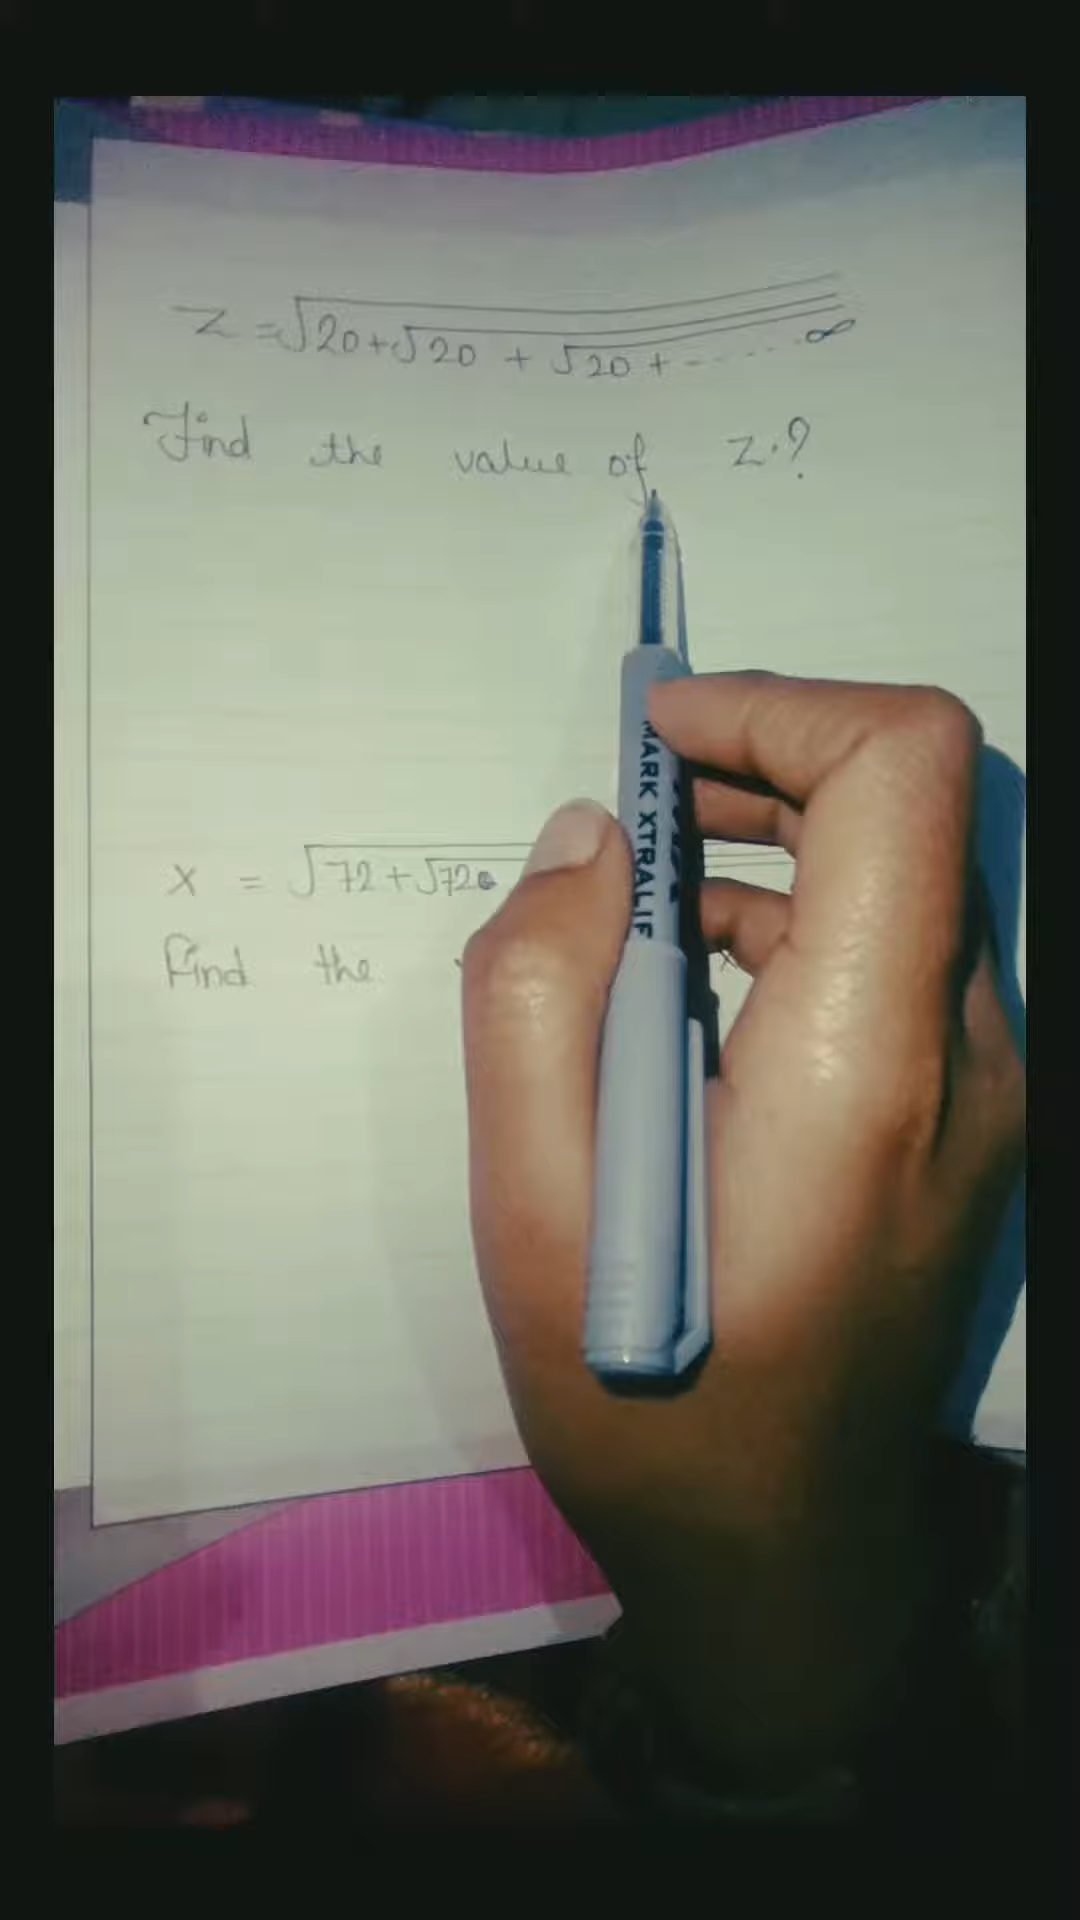 Z = √20+√20 + √20 + - - ..... ∞
Find the value of Z.?
MARK XTRALIF
x = √72+√72
Find the
x